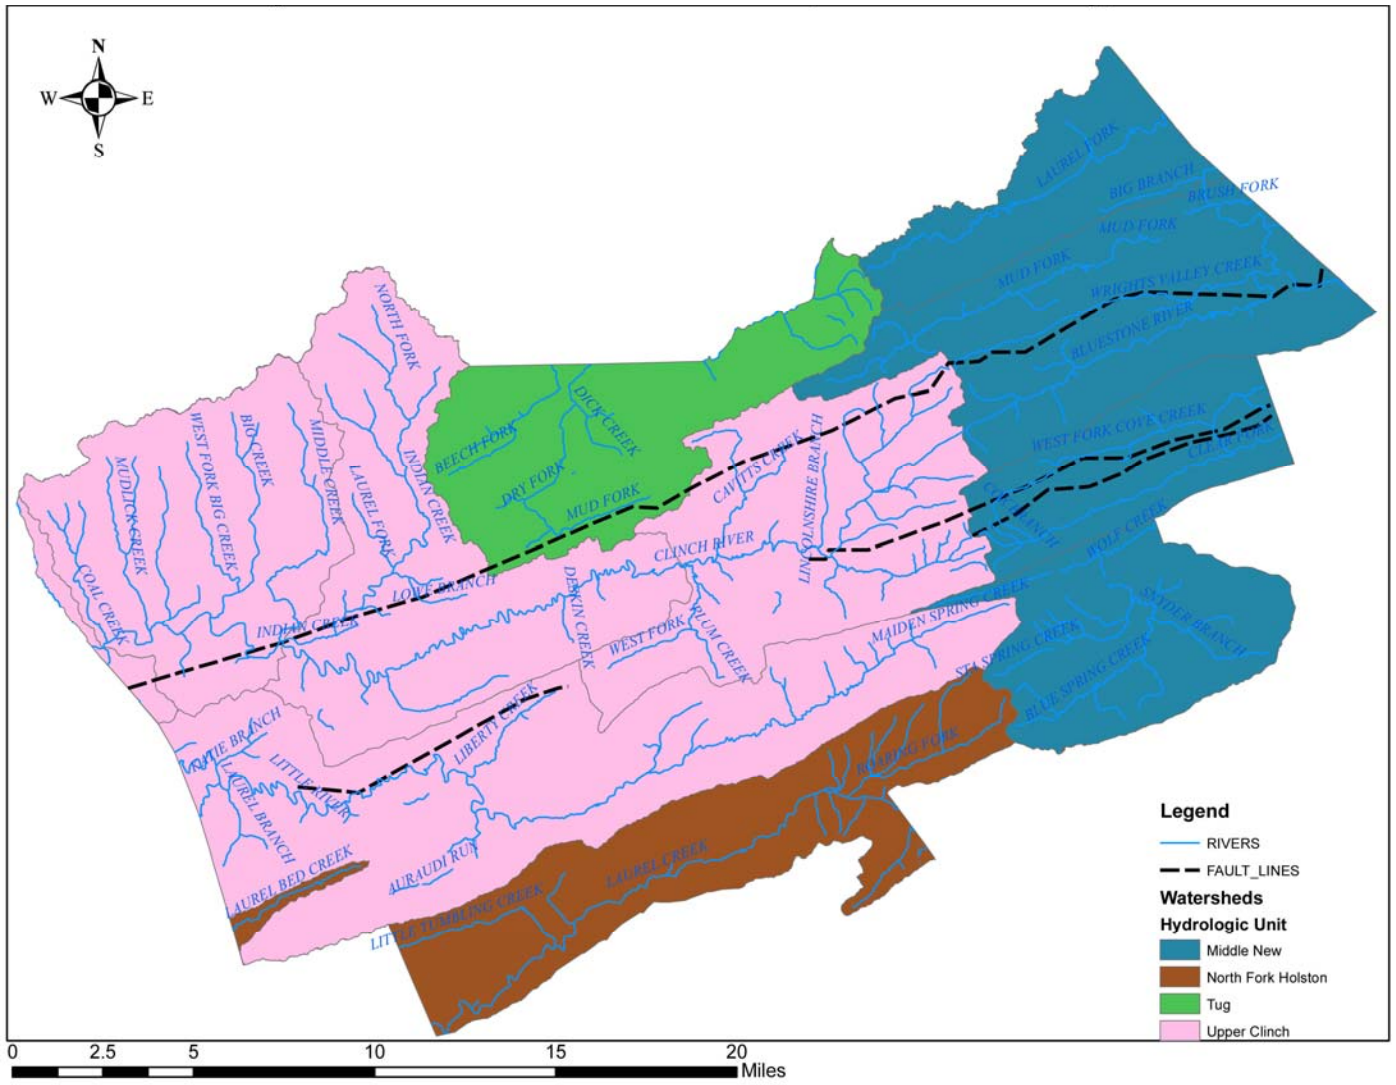 N
W E
S
LAUREL FORK
BIG BRANCH
BRUSH FORK
MUD FORK
MUD FORK
WRIGHTS VALLEY CREEK
BLUESTONE RIVER
NORTH FORK
DICK CREEK
BEECH FORK
DRY FORK
MUD FORK
WEST FORK COVE CREEK
CLEAR FORK
CAVITTS CREEK
LINCOLNSHIRE BRANCH
WOLF CREEK
MUDLICK CREEK
WEST FORK BIG CREEK
BIG CREEK
MIDDLE CREEK
LAUREL FORK
INDIAN CREEK
COAL CREEK
CLINCH RIVER
LOWE BRANCH
INDIAN CREEK
DESKIN CREEK
WEST FORK
PLUM CREEK
MAIDEN SPRING CREEK
SNYDER BRANCH
STA SPRING CREEK
BLUE SPRING CREEK
LIBERTY CREEK
LITTLE RIVER
LAUREL BRANCH
ROARING FORK
LAUREL BED CREEK
AURAUDI RUN
LAUREL CREEK
LITTLE TUMBLING CREEK
Legend
RIVERS
FAULT_LINES
Watersheds
Hydrologic Unit
Middle New
North Fork Holston
Tug
Upper Clinch
0 2.5 5 10 15 20
Miles